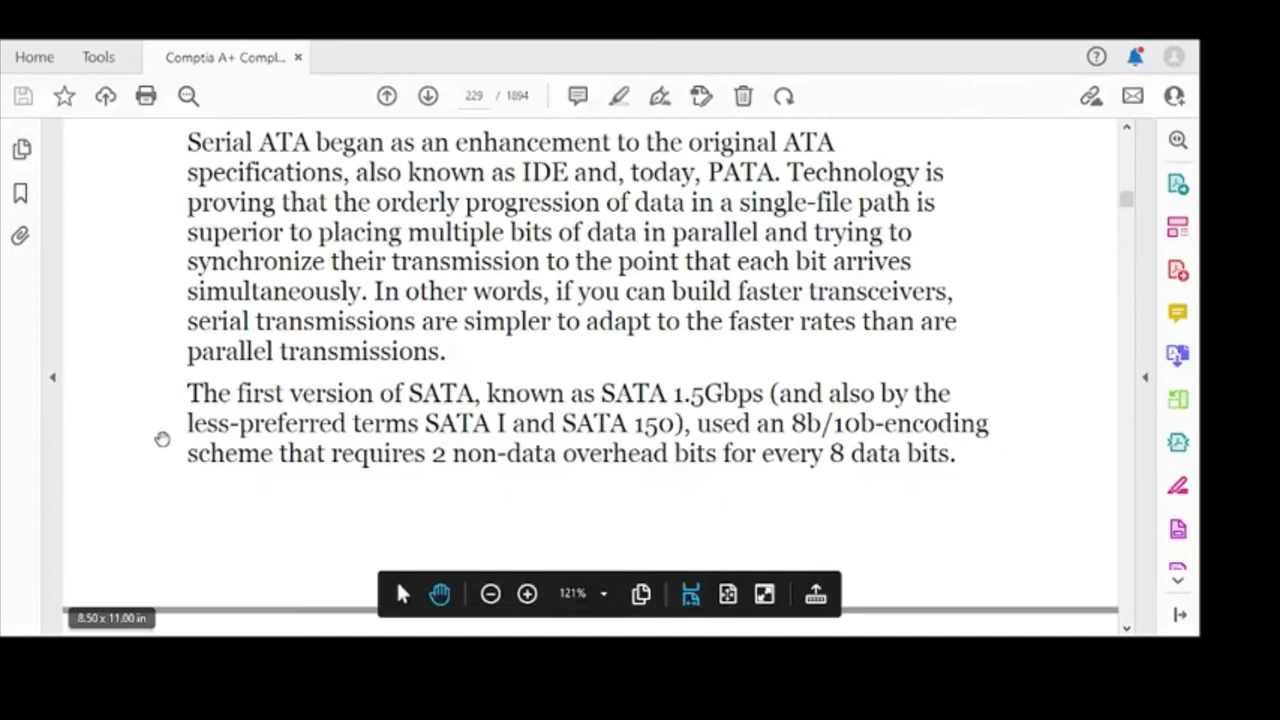 Home
Tools
Comptia A+ Compl...
229 / 1894
Serial ATA began as an enhancement to the original ATA
specifications, also known as IDE and, today, PATA. Technology is
proving that the orderly progression of data in a single-file path is
superior to placing multiple bits of data in parallel and trying to
synchronize their transmission to the point that each bit arrives
simultaneously. In other words, if you can build faster transceivers,
serial transmissions are simpler to adapt to the faster rates than are
parallel transmissions.
The first version of SATA, known as SATA 1.5Gbps (and also by the
less-preferred terms SATA I and SATA 150), used an 8b/10b-encoding
scheme that requires 2 non-data overhead bits for every 8 data bits.
121%
8.50 x 11.00 in